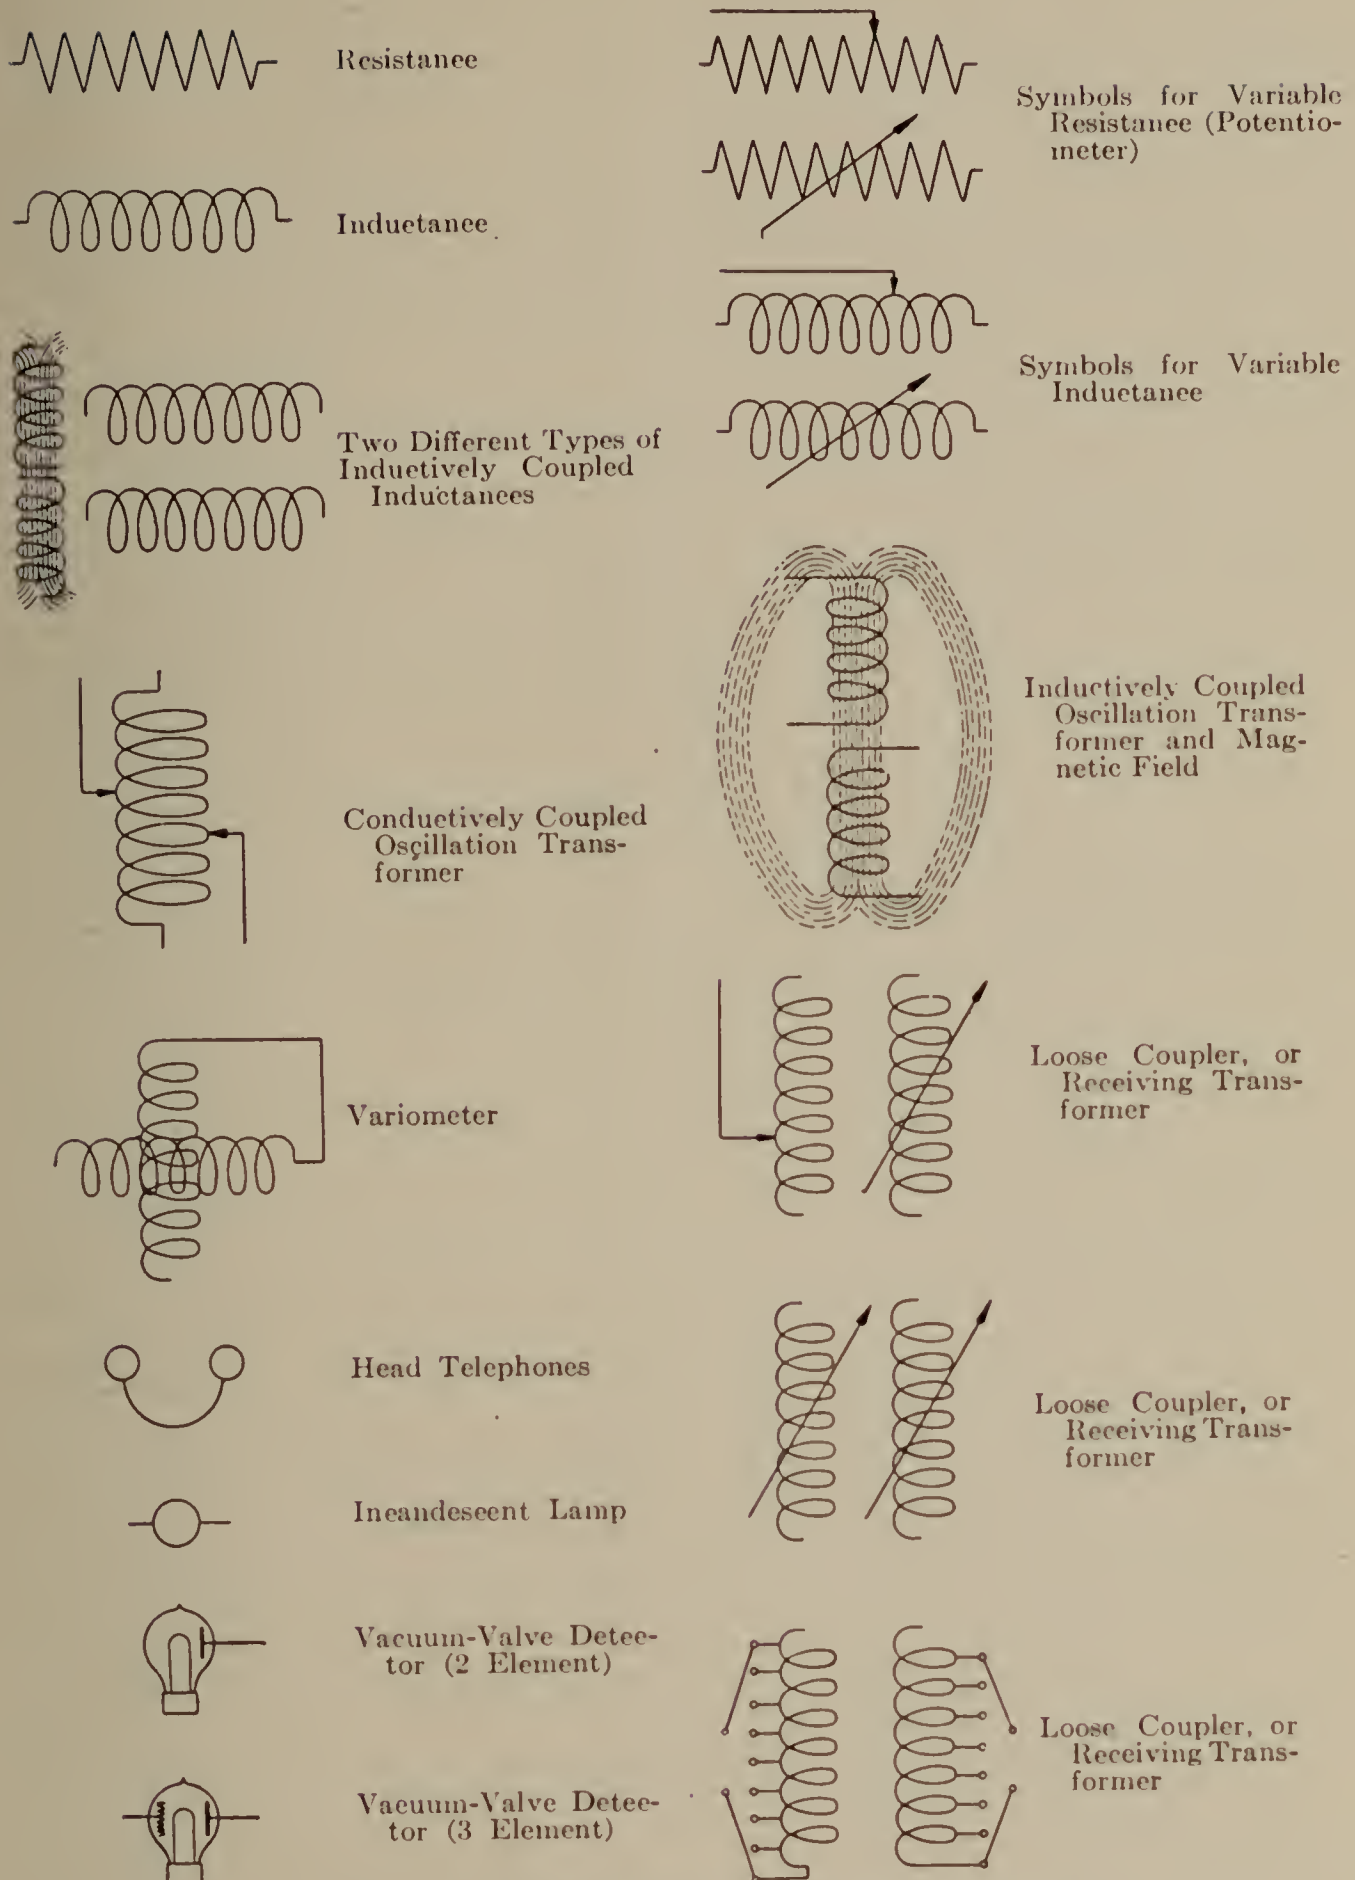 Resistance
Inductance
Two Different Types of
Inductively Coupled
Inductances
Conductively Coupled
Oscillation Trans-
former
Variometer
Head Telephones
Incandescent Lamp
Vacuum-Valve Detec-
tor (2 Element)
Vacuum-Valve Detec-
tor (3 Element)
Symbols for Variable
Resistance (Potentio-
meter)
Symbols for Variable
Inductance
Inductively Coupled
Oscillation Trans-
former and Mag-
netic Field
Loose Coupler, or
Receiving Trans-
former
Loose Coupler, or
Receiving Trans-
former
Loose Coupler, or
Receiving Trans-
former